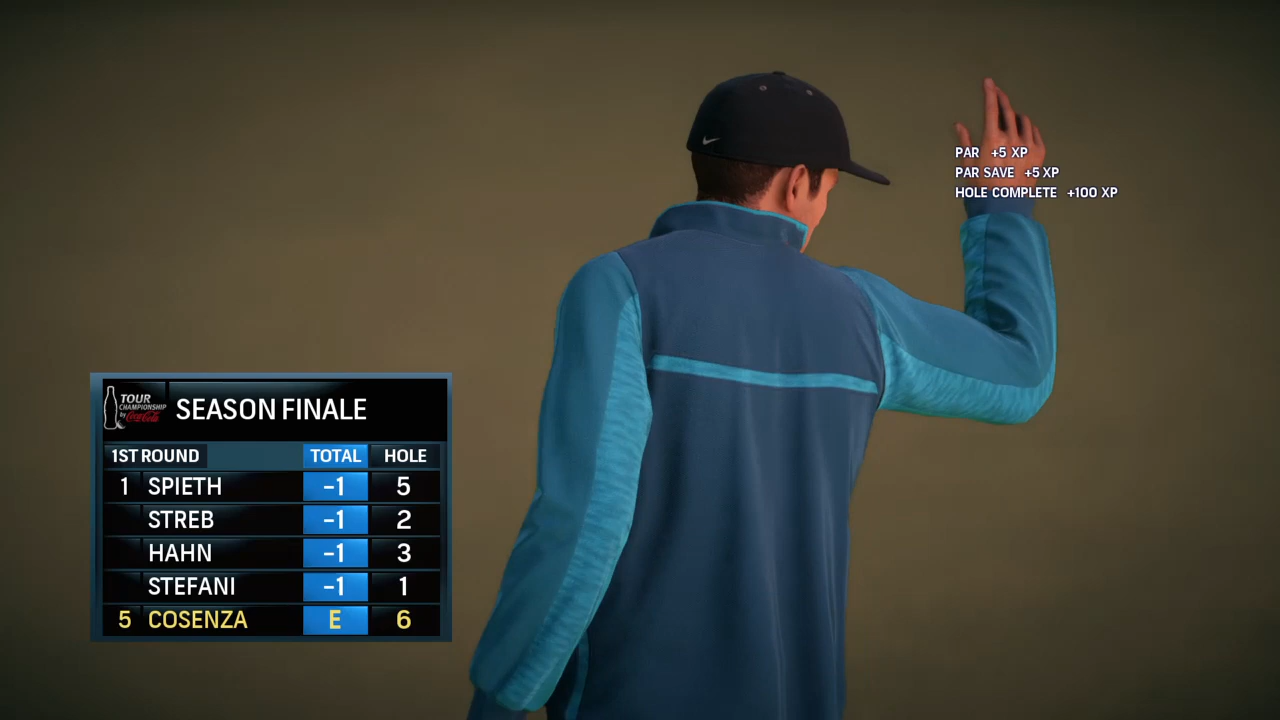 PAR +5 XP
PAR SAVE +5 XP
HOLE COMPLETE +100 XP
TOUR
CHAMPIONSHIP
by Coca-Cola
SEASON FINALE
1ST ROUND TOTAL HOLE
1 SPIETH -1 5
STREB -1 2
HAHN -1 3
STEFANI -1 1
5 COSENZA E 6